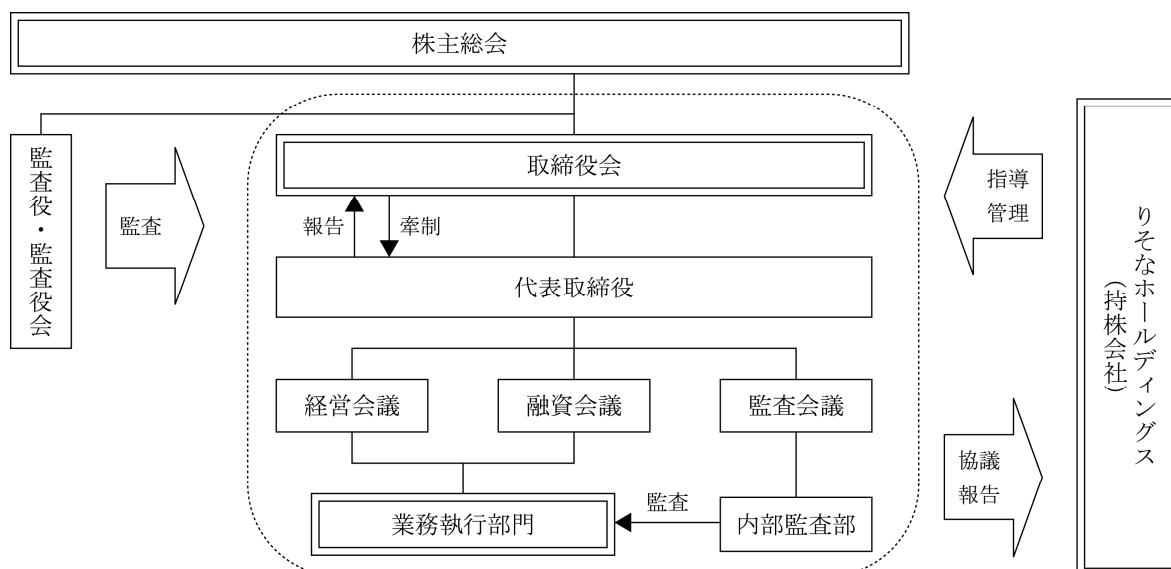 株主総会
監査役・監査役会
監査
取締役会
報告
牽制
代表取締役
経営会議
融資会議
監査会議
業務執行部門
監査
内部監査部
指導
管理
協議
報告
りそなホールディングス
(持株会社)